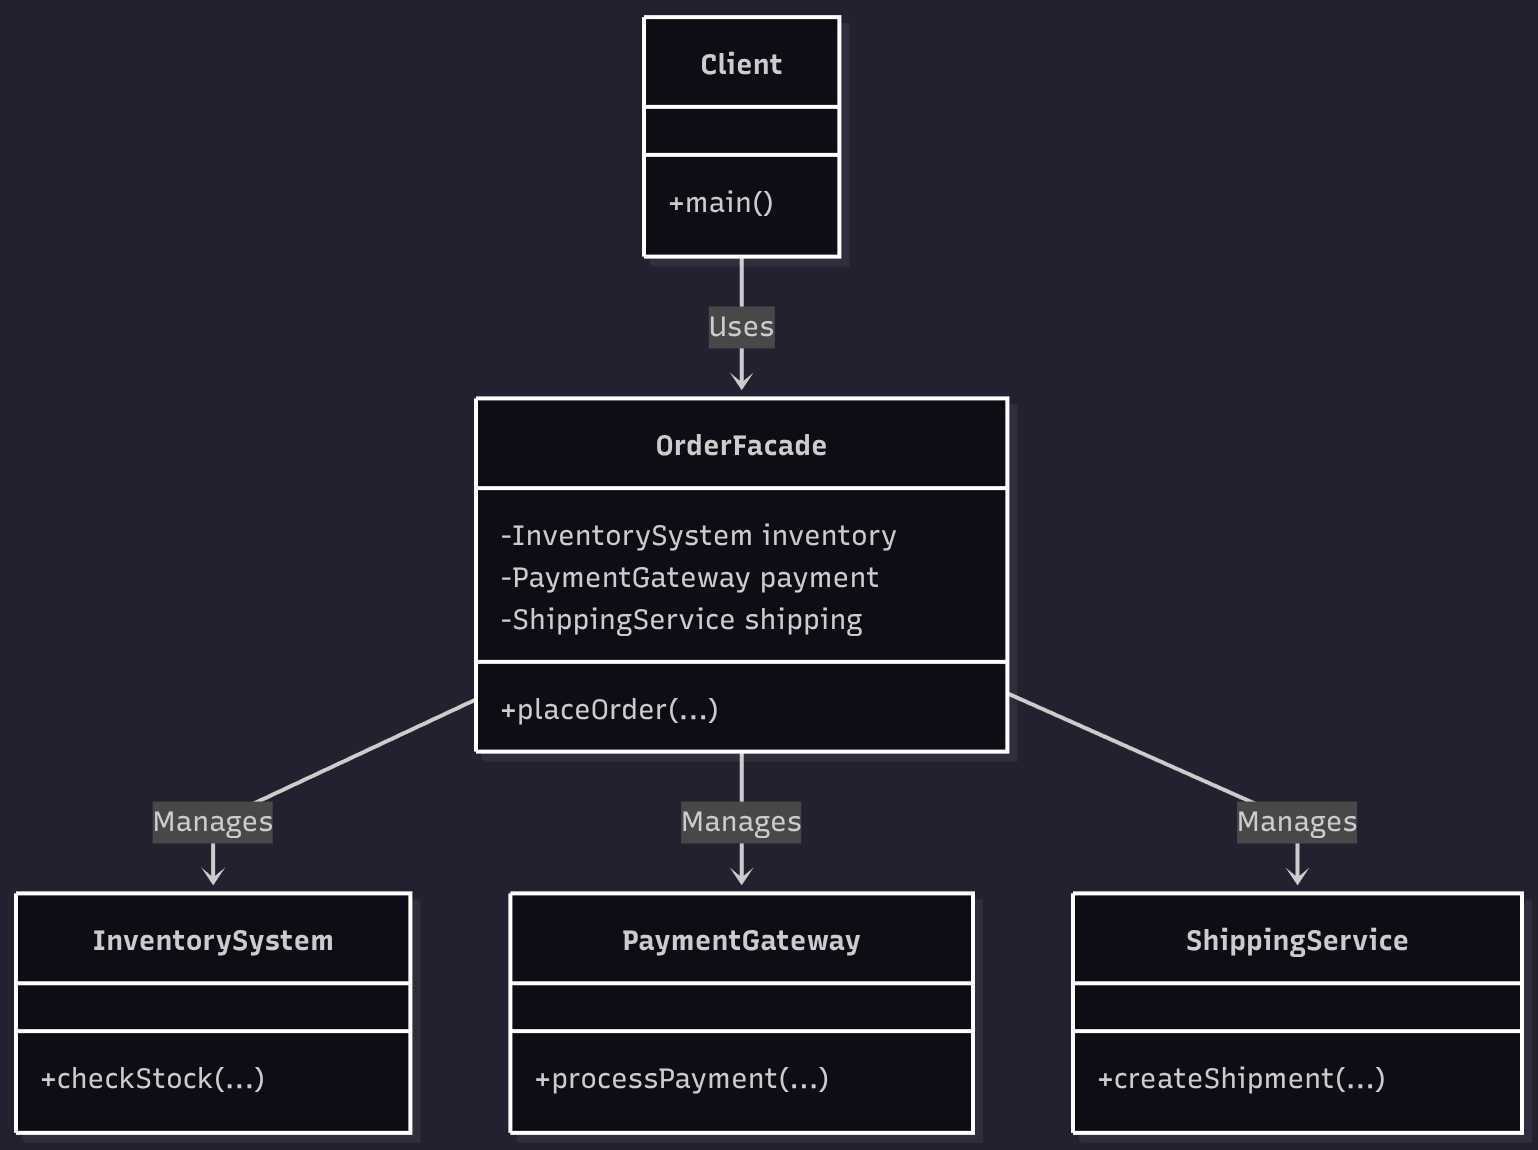 Client
+main()
Uses
OrderFacade
-InventorySystem inventory
-PaymentGateway payment
-ShippingService shipping
+placeOrder(...)
Manages
Manages
Manages
InventorySystem
+checkStock(...)
PaymentGateway
+processPayment(...)
ShippingService
+createShipment(...)